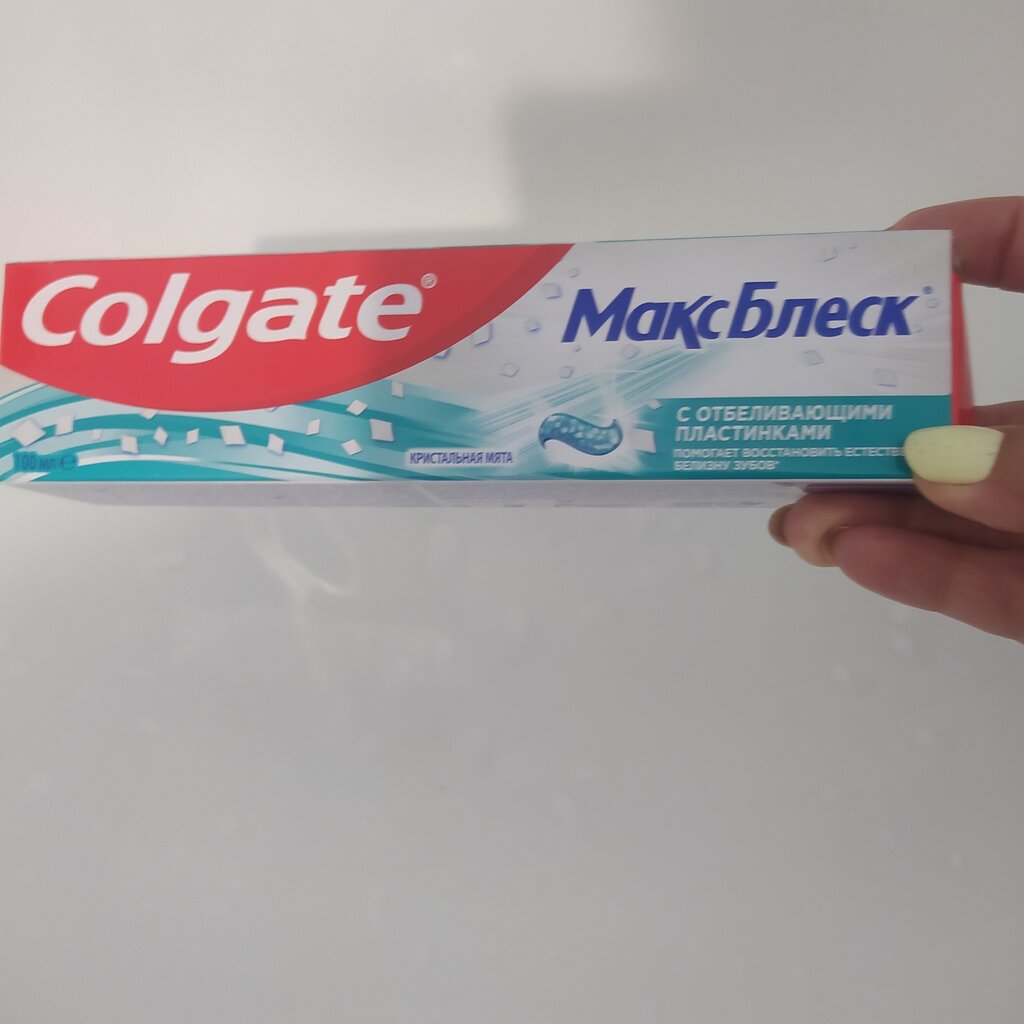 Colgate®
МаксБлеск®
С ОТБЕЛИВАЮЩИМИ
ПЛАСТИНКАМИ
ПОМОГАЕТ ВОССТАНОВИТЬ
БЕЛИЗНУ ЗУБОВ*
КРИСТАЛЬНАЯ МЯТА
100 мл ℮